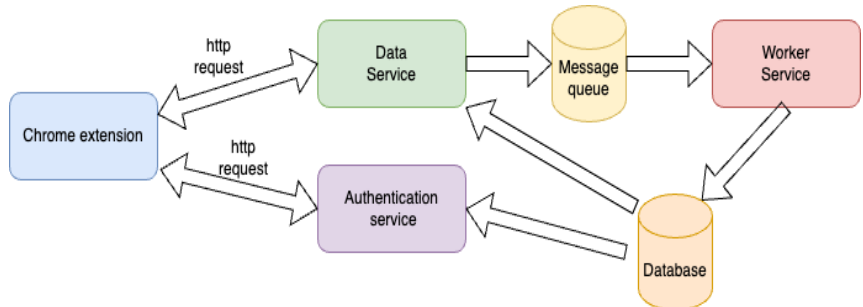 http
request
Data
Service
Message
queue
Worker
Service
Chrome extension
http
request
Authentication
service
Database